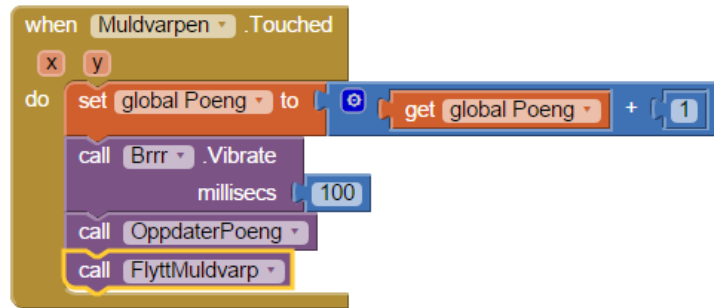 when Muldvarpen .Touched
x y
do set global Poeng to get global Poeng + 1
call Brrr .Vibrate
millisecs 100
call OppdaterPoeng
call FlyttMuldvarp